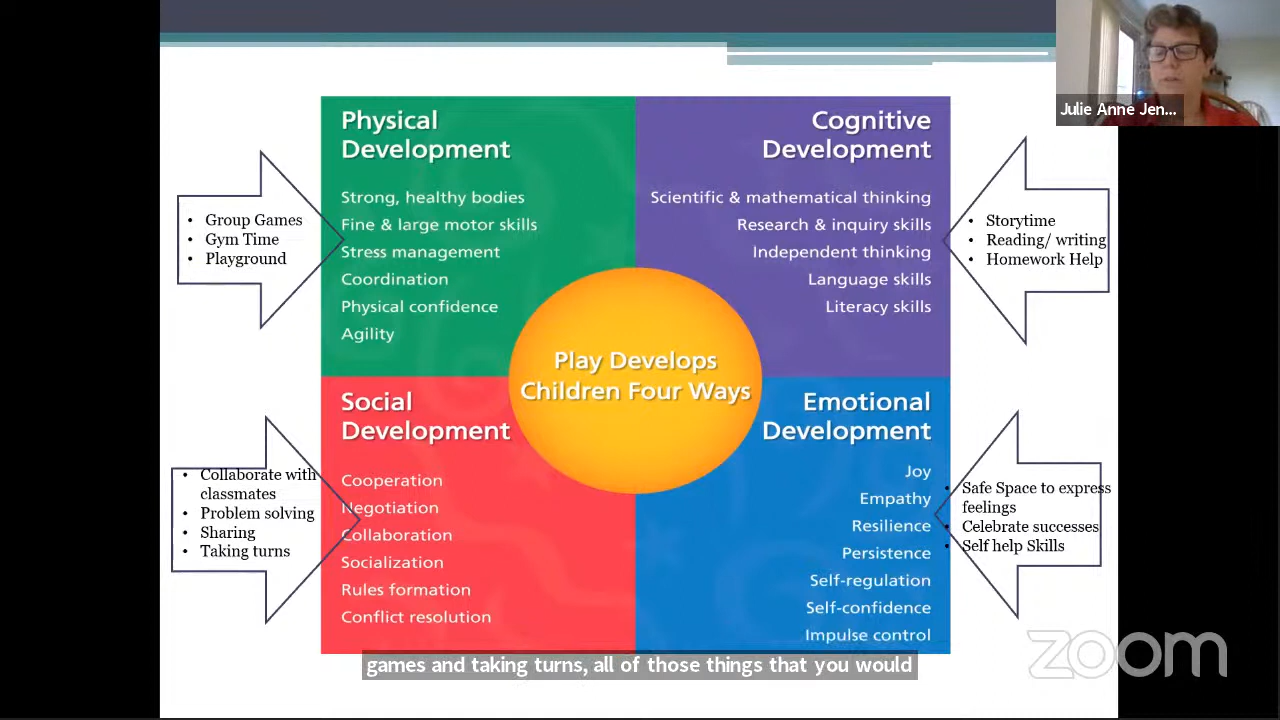 Julie Anne Jen...
Physical
Development
Strong, healthy bodies
Fine & large motor skills
Stress management
Coordination
Physical confidence
Agility
Cognitive
Development
Scientific & mathematical thinking
Research & inquiry skills
Independent thinking
Language skills
Literacy skills
• Group Games
• Gym Time
• Playground
• Storytime
• Reading/ writing
• Homework Help
Play Develops
Children Four Ways
Social
Development
Cooperation
Negotiation
Collaboration
Socialization
Rules formation
Conflict resolution
Emotional
Development
Joy
Empathy
Resilience
Persistence
Self-regulation
Self-confidence
Impulse control
• Collaborate with
classmates
• Problem solving
• Sharing
• Taking turns
• Safe Space to express
feelings
• Celebrate successes
• Self help Skills
games and taking turns, all of those things that you would
zoom